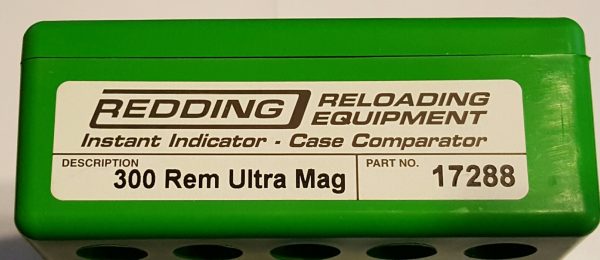 REDDING RELOADING EQUIPMENT
Instant Indicator - Case Comparator
DESCRIPTION 300 Rem Ultra Mag
PART NO. 17288